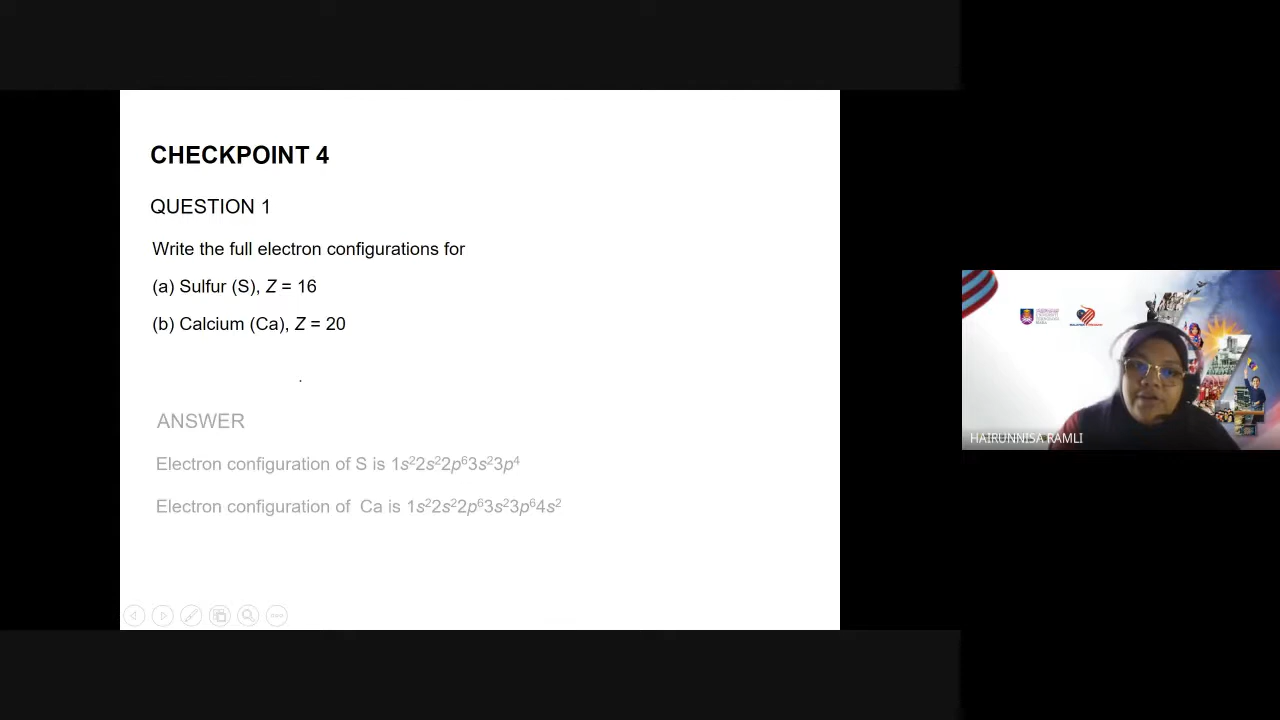 CHECKPOINT 4
QUESTION 1
Write the full electron configurations for
(a) Sulfur (S), Z = 16
(b) Calcium (Ca), Z = 20
ANSWER
Electron configuration of S is 1s²2s²2p⁶3s²3p⁴
Electron configuration of Ca is 1s²2s²2p⁶3s²3p⁶4s²
HAIRUNNISA RAMLI